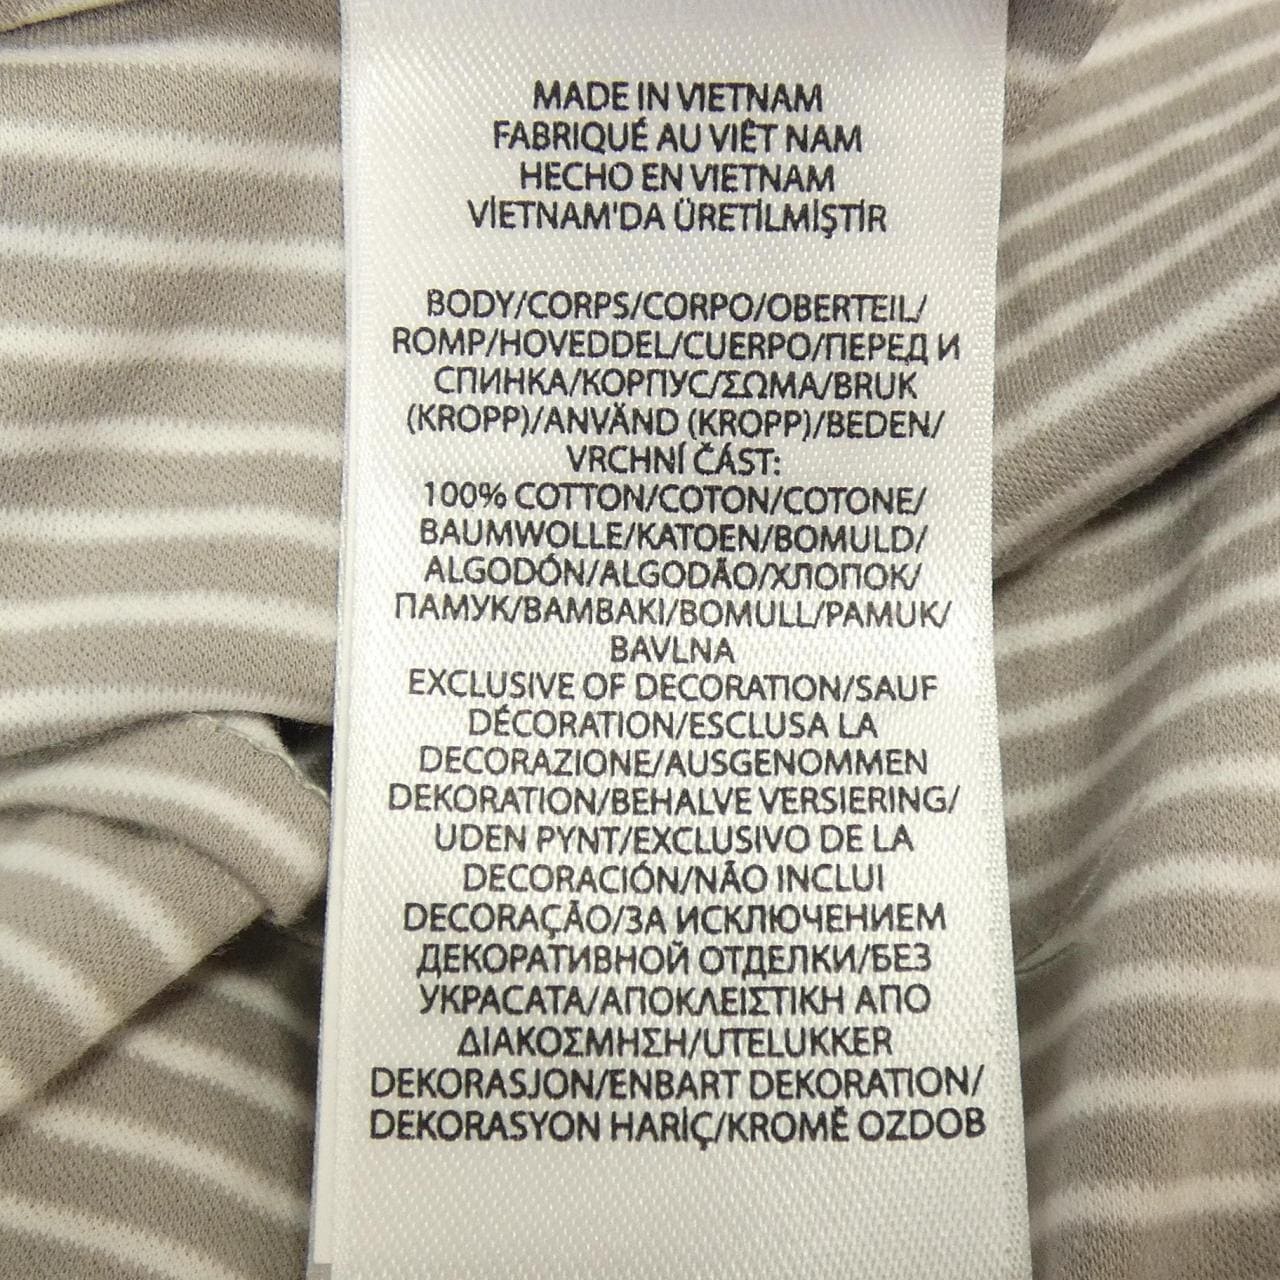 MADE IN VIETNAM
FABRIQUÉ AU VIÊT NAM
HECHO EN VIETNAM
VİETNAM'DA ÜRETİLMİŞTİR
BODY/CORPS/CORPO/OBERTEIL/
ROMP/HOVEDDEL/CUERPO/ПЕРЕД И
СПИНКА/КОРПУС/ΣΩΜΑ/BRUK
(KROPP)/ANVÄND (KROPP)/BEDEN/
VRCHNÍ ČÁST:
100% COTTON/COTON/COTONE/
BAUMWOLLE/KATOEN/BOMULD/
ALGODÓN/ALGODÃO/ХЛОПОК/
ПАМУК/ΒΑΜΒΑΚΙ/BOMULL/PAMUK/
BAVLNA
EXCLUSIVE OF DECORATION/SAUF
DÉCORATION/ESCLUSA LA
DECORAZIONE/AUSGENOMMEN
DEKORATION/BEHALVE VERSIERING/
UDEN PYNT/EXCLUSIVO DE LA
DECORACIÓN/NÃO INCLUI
DECORAÇÃO/ЗА ИСКЛЮЧЕНИЕМ
ДЕКОРАТИВНОЙ ОТДЕЛКИ/БЕЗ
УКРАСАТА/ΑΠΟΚΛΕΙΣΤΙΚΗ ΑΠΟ
ΔΙΑΚΟΣΜΗΣΗ/UTELUKKER
DEKORASJON/ENBART DEKORATION/
DEKORASYON HARİÇ/KROMĚ OZDOB